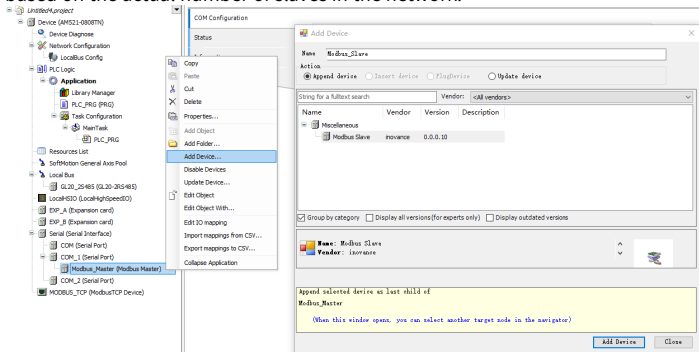 based on the actual number of slaves in the network.
Untitled4.project
Device (AM521-0808TN)
Device Diagnose
Network Configuration
LocalBus Config
PLC Logic
Application
Library Manager
PLC_PRG (PRG)
Task Configuration
MainTask
PLC_PRG
Resources List
SoftMotion General Axis Pool
Local Bus
GL20_2S485 (GL20-2RS485)
LocalHSIO (LocalHighSpeedIO)
EXP_A (Expansion card)
EXP_B (Expansion card)
Serial (Serial Interface)
COM (Serial Port)
COM_1 (Serial Port)
Modbus_Master (Modbus Master)
COM_2 (Serial Port)
MODBUS_TCP (ModbusTCP Device)
Copy
Paste
Cut
Delete
Properties...
Add Object
Add Folder...
Add Device...
Disable Devices
Update Device...
Edit Object
Edit Object With...
Edit IO mapping
Import mappings from CSV...
Export mappings to CSV...
Collapse Application
COM Configuration
Status
Add Device
Name Modbus_Slave
Action
Append device Insert device PlugDevice Update device
String for a fulltext search Vendor: <All vendors>
Name Vendor Version Description
Miscellaneous
Modbus Slave inovance 0.0.0.10
Group by category Display all versions(for experts only) Display outdated versions
Name: Modbus Slave
Vendor: inovance
Append selected device as last child of
Modbus_Master
(When this window opens, you can select another target node in the navigator)
Add Device Close